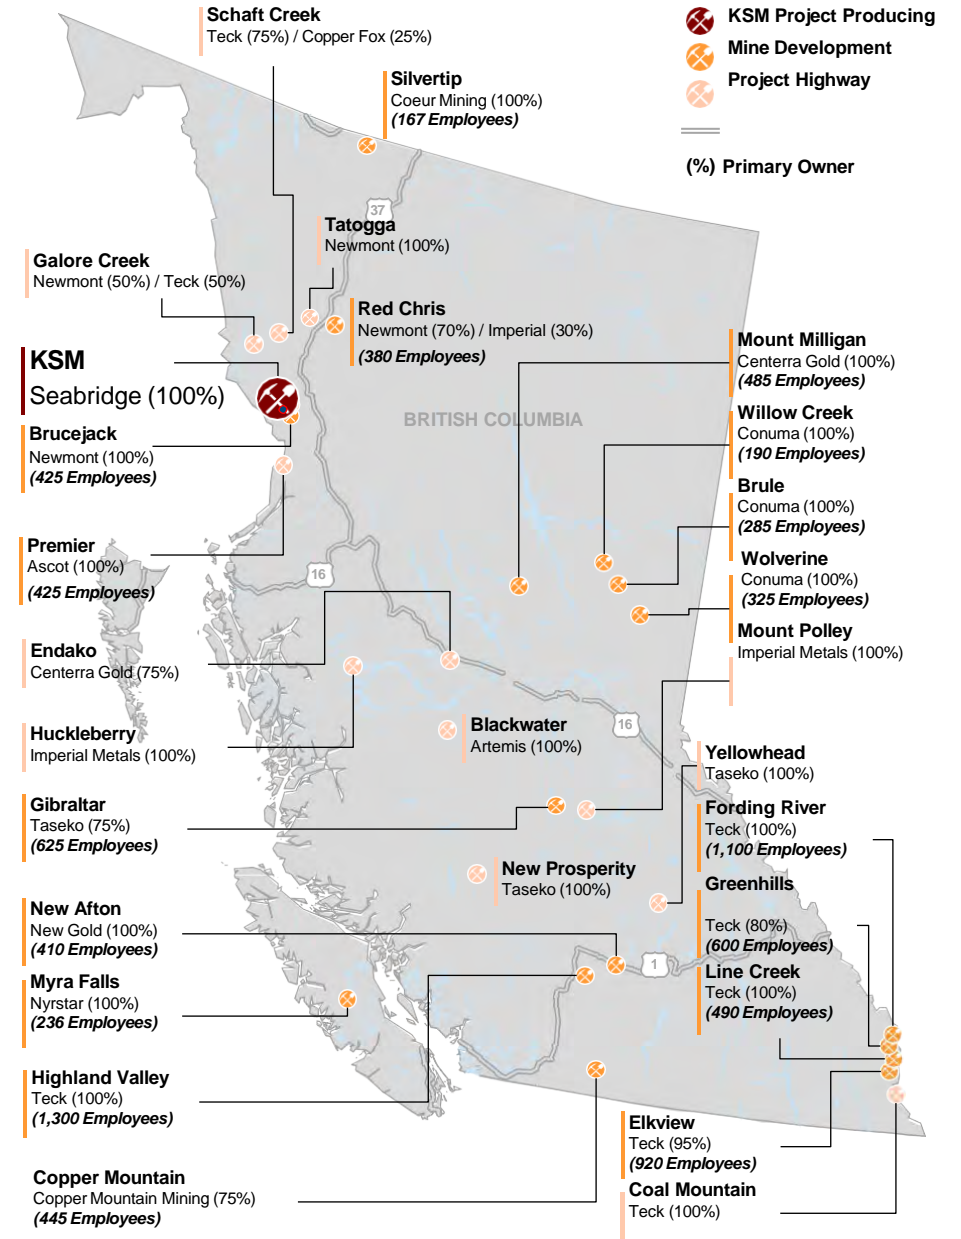 Schaft Creek
Teck (75%) / Copper Fox (25%)
KSM Project Producing
Mine Development
Project Highway
(%) Primary Owner
Silvertip
Coeur Mining (100%)
(167 Employees)
37
Tatogga
Newmont (100%)
Galore Creek
Newmont (50%) / Teck (50%)
Red Chris
Newmont (70%) / Imperial (30%)
(380 Employees)
KSM
Seabridge (100%)
BRITISH COLUMBIA
Mount Milligan
Centerra Gold (100%)
(485 Employees)
Willow Creek
Conuma (100%)
(190 Employees)
Brucejack
Newmont (100%)
(425 Employees)
Brule
Conuma (100%)
(285 Employees)
Premier
Ascot (100%)
(425 Employees)
16
Wolverine
Conuma (100%)
(325 Employees)
Mount Polley
Imperial Metals (100%)
Endako
Centerra Gold (75%)
Huckleberry
Imperial Metals (100%)
Blackwater
Artemis (100%)
16
Yellowhead
Taseko (100%)
Gibraltar
Taseko (75%)
(625 Employees)
Fording River
Teck (100%)
(1,100 Employees)
New Prosperity
Taseko (100%)
Greenhills
Teck (80%)
(600 Employees)
New Afton
New Gold (100%)
(410 Employees)
1
Line Creek
Teck (100%)
(490 Employees)
Myra Falls
Nyrstar (100%)
(236 Employees)
Highland Valley
Teck (100%)
(1,300 Employees)
Elkview
Teck (95%)
(920 Employees)
Copper Mountain
Copper Mountain Mining (75%)
(445 Employees)
Coal Mountain
Teck (100%)